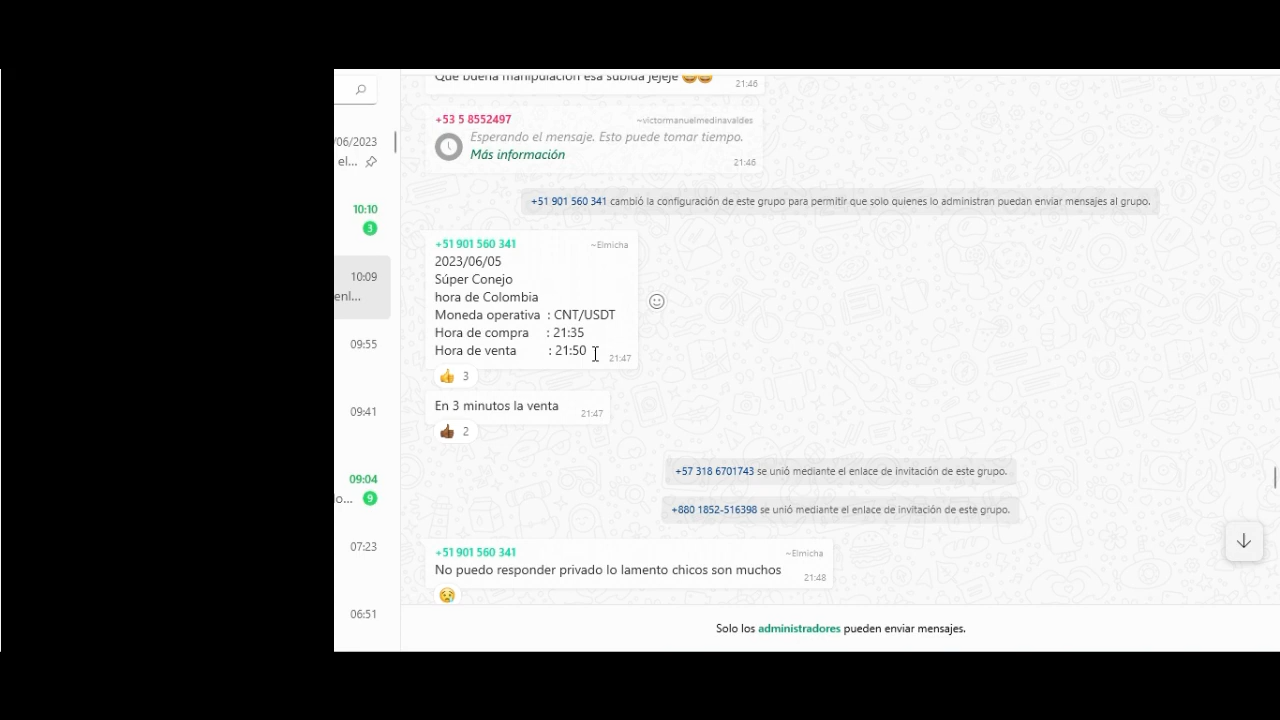 /06/2023
el...
10:10
3
10:09
enl...
09:55
09:41
09:04
lo...
9
07:23
06:51
Que buena manipulacion esa subida jejeje 😄😄
21:46
+53 5 8552497
~victormanuelmedinavaldes
Esperando el mensaje. Esto puede tomar tiempo.
Más información
21:46
+51 901 560 341 cambió la configuración de este grupo para permitir que solo quienes lo administran puedan enviar mensajes al grupo.
+51 901 560 341
~Elmicha
2023/06/05
Súper Conejo
hora de Colombia
Moneda operativa : CNT/USDT
Hora de compra : 21:35
Hora de venta : 21:50
21:47
👍 3
En 3 minutos la venta
21:47
👍🏾 2
+57 318 6701743 se unió mediante el enlace de invitación de este grupo.
+880 1852-516398 se unió mediante el enlace de invitación de este grupo.
+51 901 560 341
~Elmicha
No puedo responder privado lo lamento chicos son muchos
21:48
😢
Solo los administradores pueden enviar mensajes.